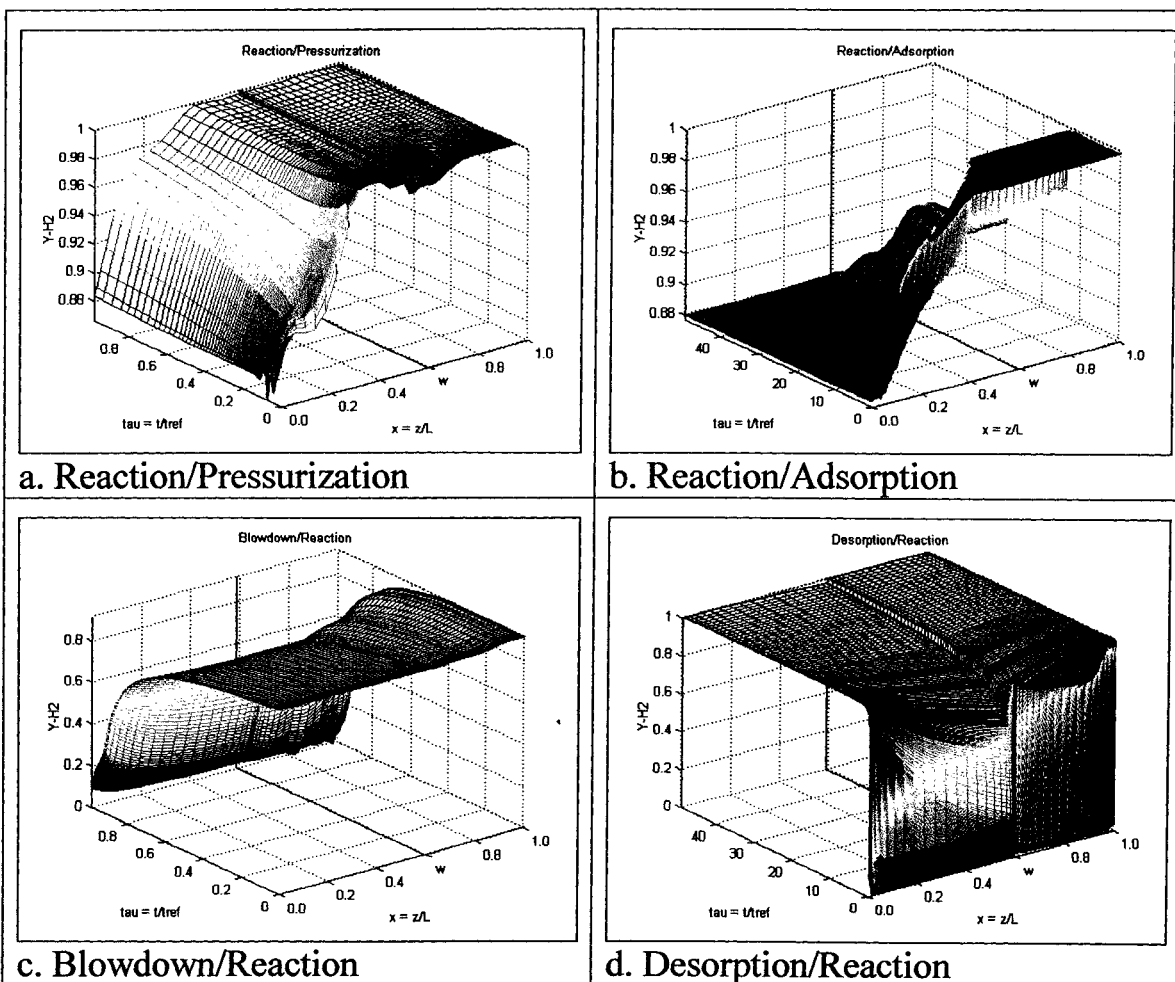 Reaction/Pressurization
1
0.98
0.96
0.94
0.92
0.9
0.88
Y-H2
0.8
0.6
0.4
0.2
0
0.0
0.2
0.4
w
0.8
1.0
tau = t/tref
x = z/L
a. Reaction/Pressurization
Reaction/Adsorption
1
0.98
0.96
0.94
0.92
0.9
0.88
Y-H2
40
30
20
10
0
0.0
0.2
0.4
w
0.8
1.0
tau = t/tref
x = z/L
b. Reaction/Adsorption
Blowdown/Reaction
0.8
0.6
0.4
0.2
0
Y-H2
0.8
0.6
0.4
0.2
0
0.0
0.2
0.4
w
0.8
1.0
tau = t/tref
x = z/L
c. Blowdown/Reaction
Desorption/Reaction
1
0.8
0.6
0.4
0.2
0
Y-H2
40
30
20
10
0
0.0
0.2
0.4
w
0.8
1.0
tau = t/tref
x = z/L
d. Desorption/Reaction